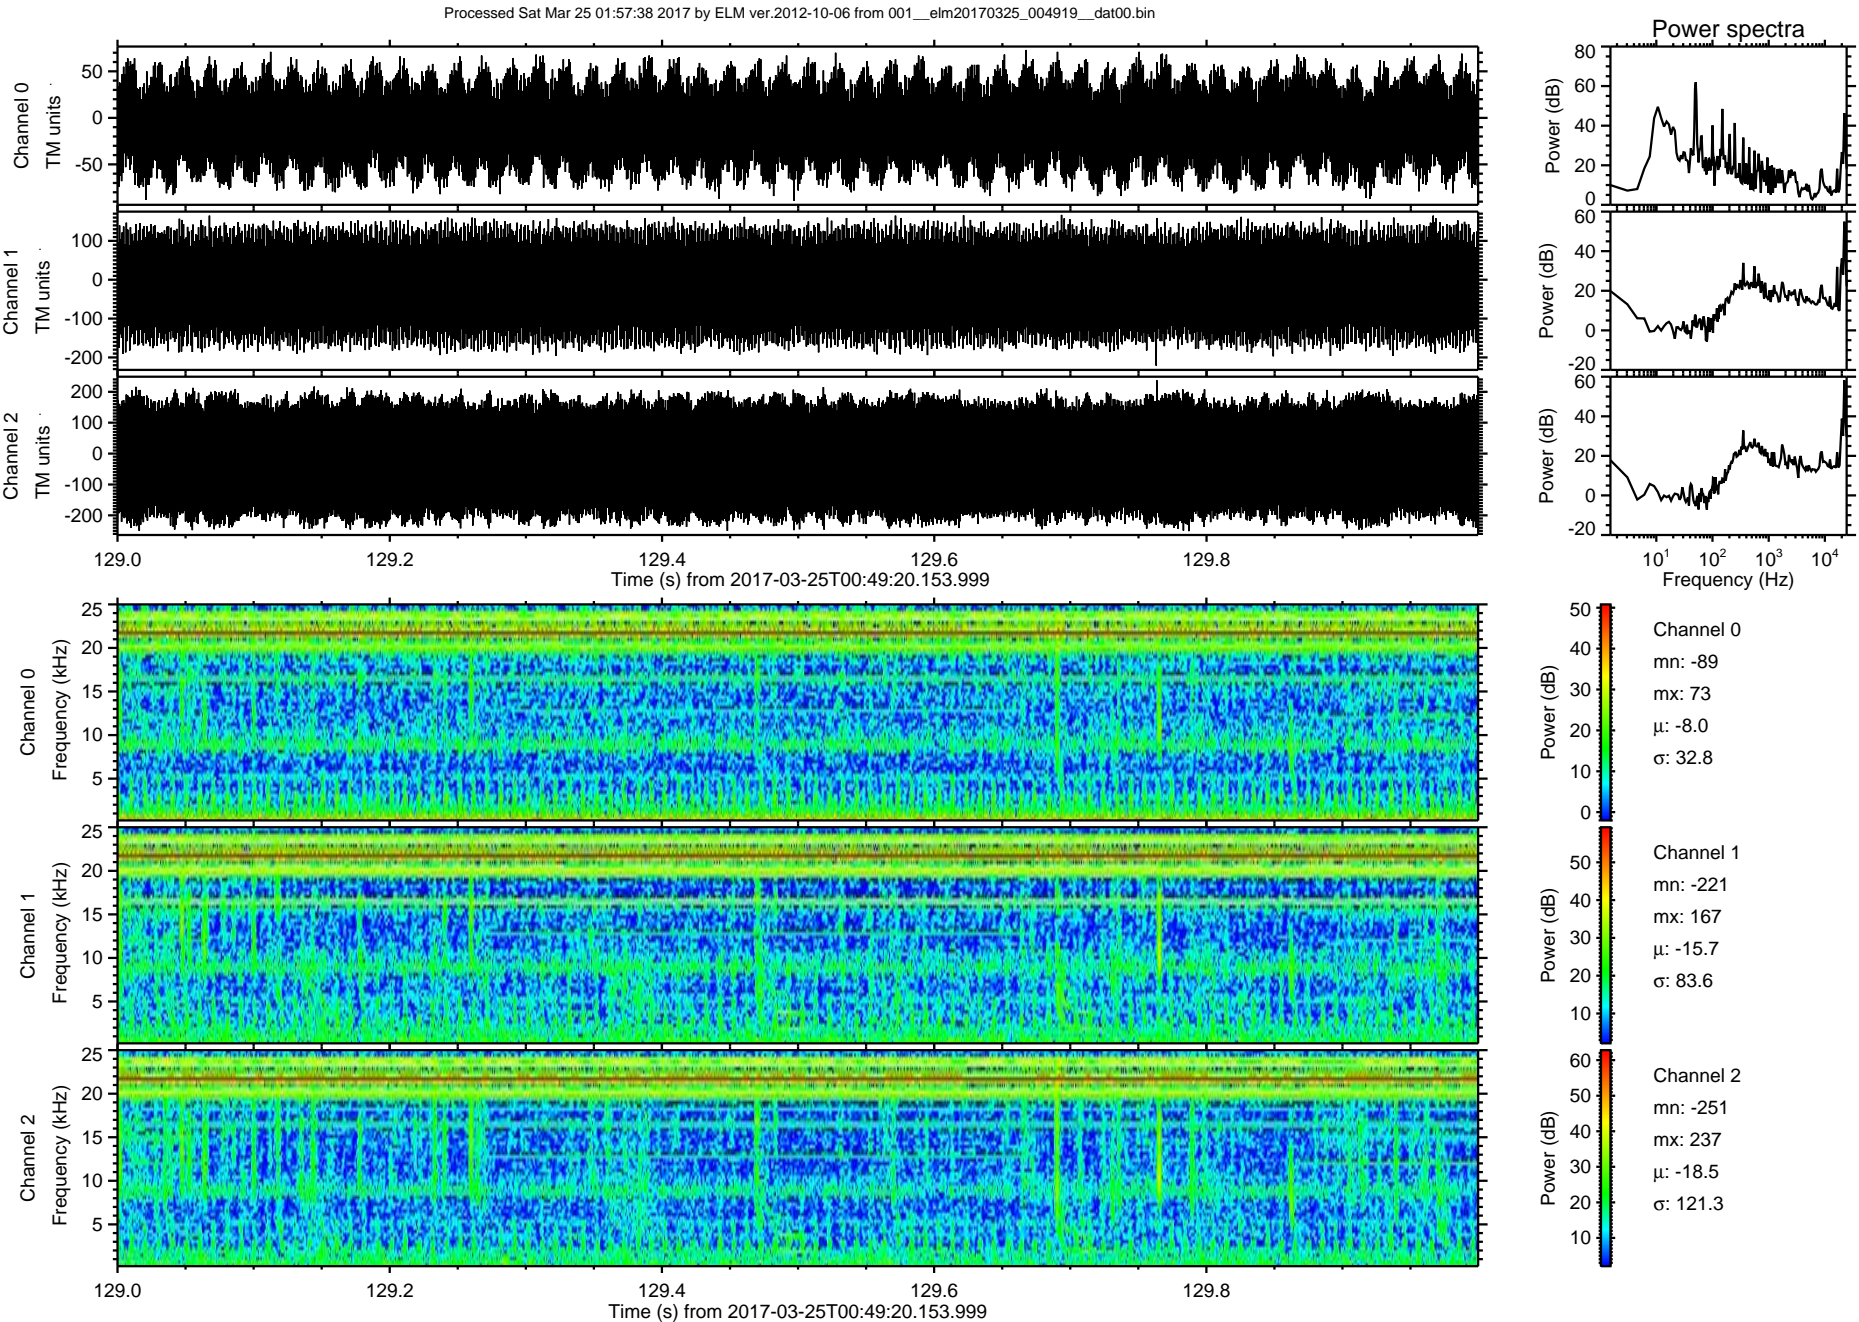 Processed Sat Mar 25 01:57:38 2017 by ELM ver.2012-10-06 from 001__elm20170325_004919__dat00.bin
Power spectra
Channel 0
TM units
50
0
-50
Power (dB)
80
60
40
20
0
Channel 1
TM units
100
0
-100
-200
Power (dB)
60
40
20
0
-20
Channel 2
TM units
200
100
0
-100
-200
Power (dB)
60
40
20
0
-20
129.0 129.2 129.4 129.6 129.8
Time (s) from 2017-03-25T00:49:20.153.999
10¹ 10² 10³ 10⁴
Frequency (Hz)
Channel 0
Frequency (kHz)
25
20
15
10
5
Power (dB)
50
40
30
20
10
0
Channel 0
mn: -89
mx: 73
μ: -8.0
σ: 32.8
Channel 1
Frequency (kHz)
25
20
15
10
5
Power (dB)
50
40
30
20
10
Channel 1
mn: -221
mx: 167
μ: -15.7
σ: 83.6
Channel 2
Frequency (kHz)
25
20
15
10
5
Power (dB)
60
50
40
30
20
10
Channel 2
mn: -251
mx: 237
μ: -18.5
σ: 121.3
129.0 129.2 129.4 129.6 129.8
Time (s) from 2017-03-25T00:49:20.153.999